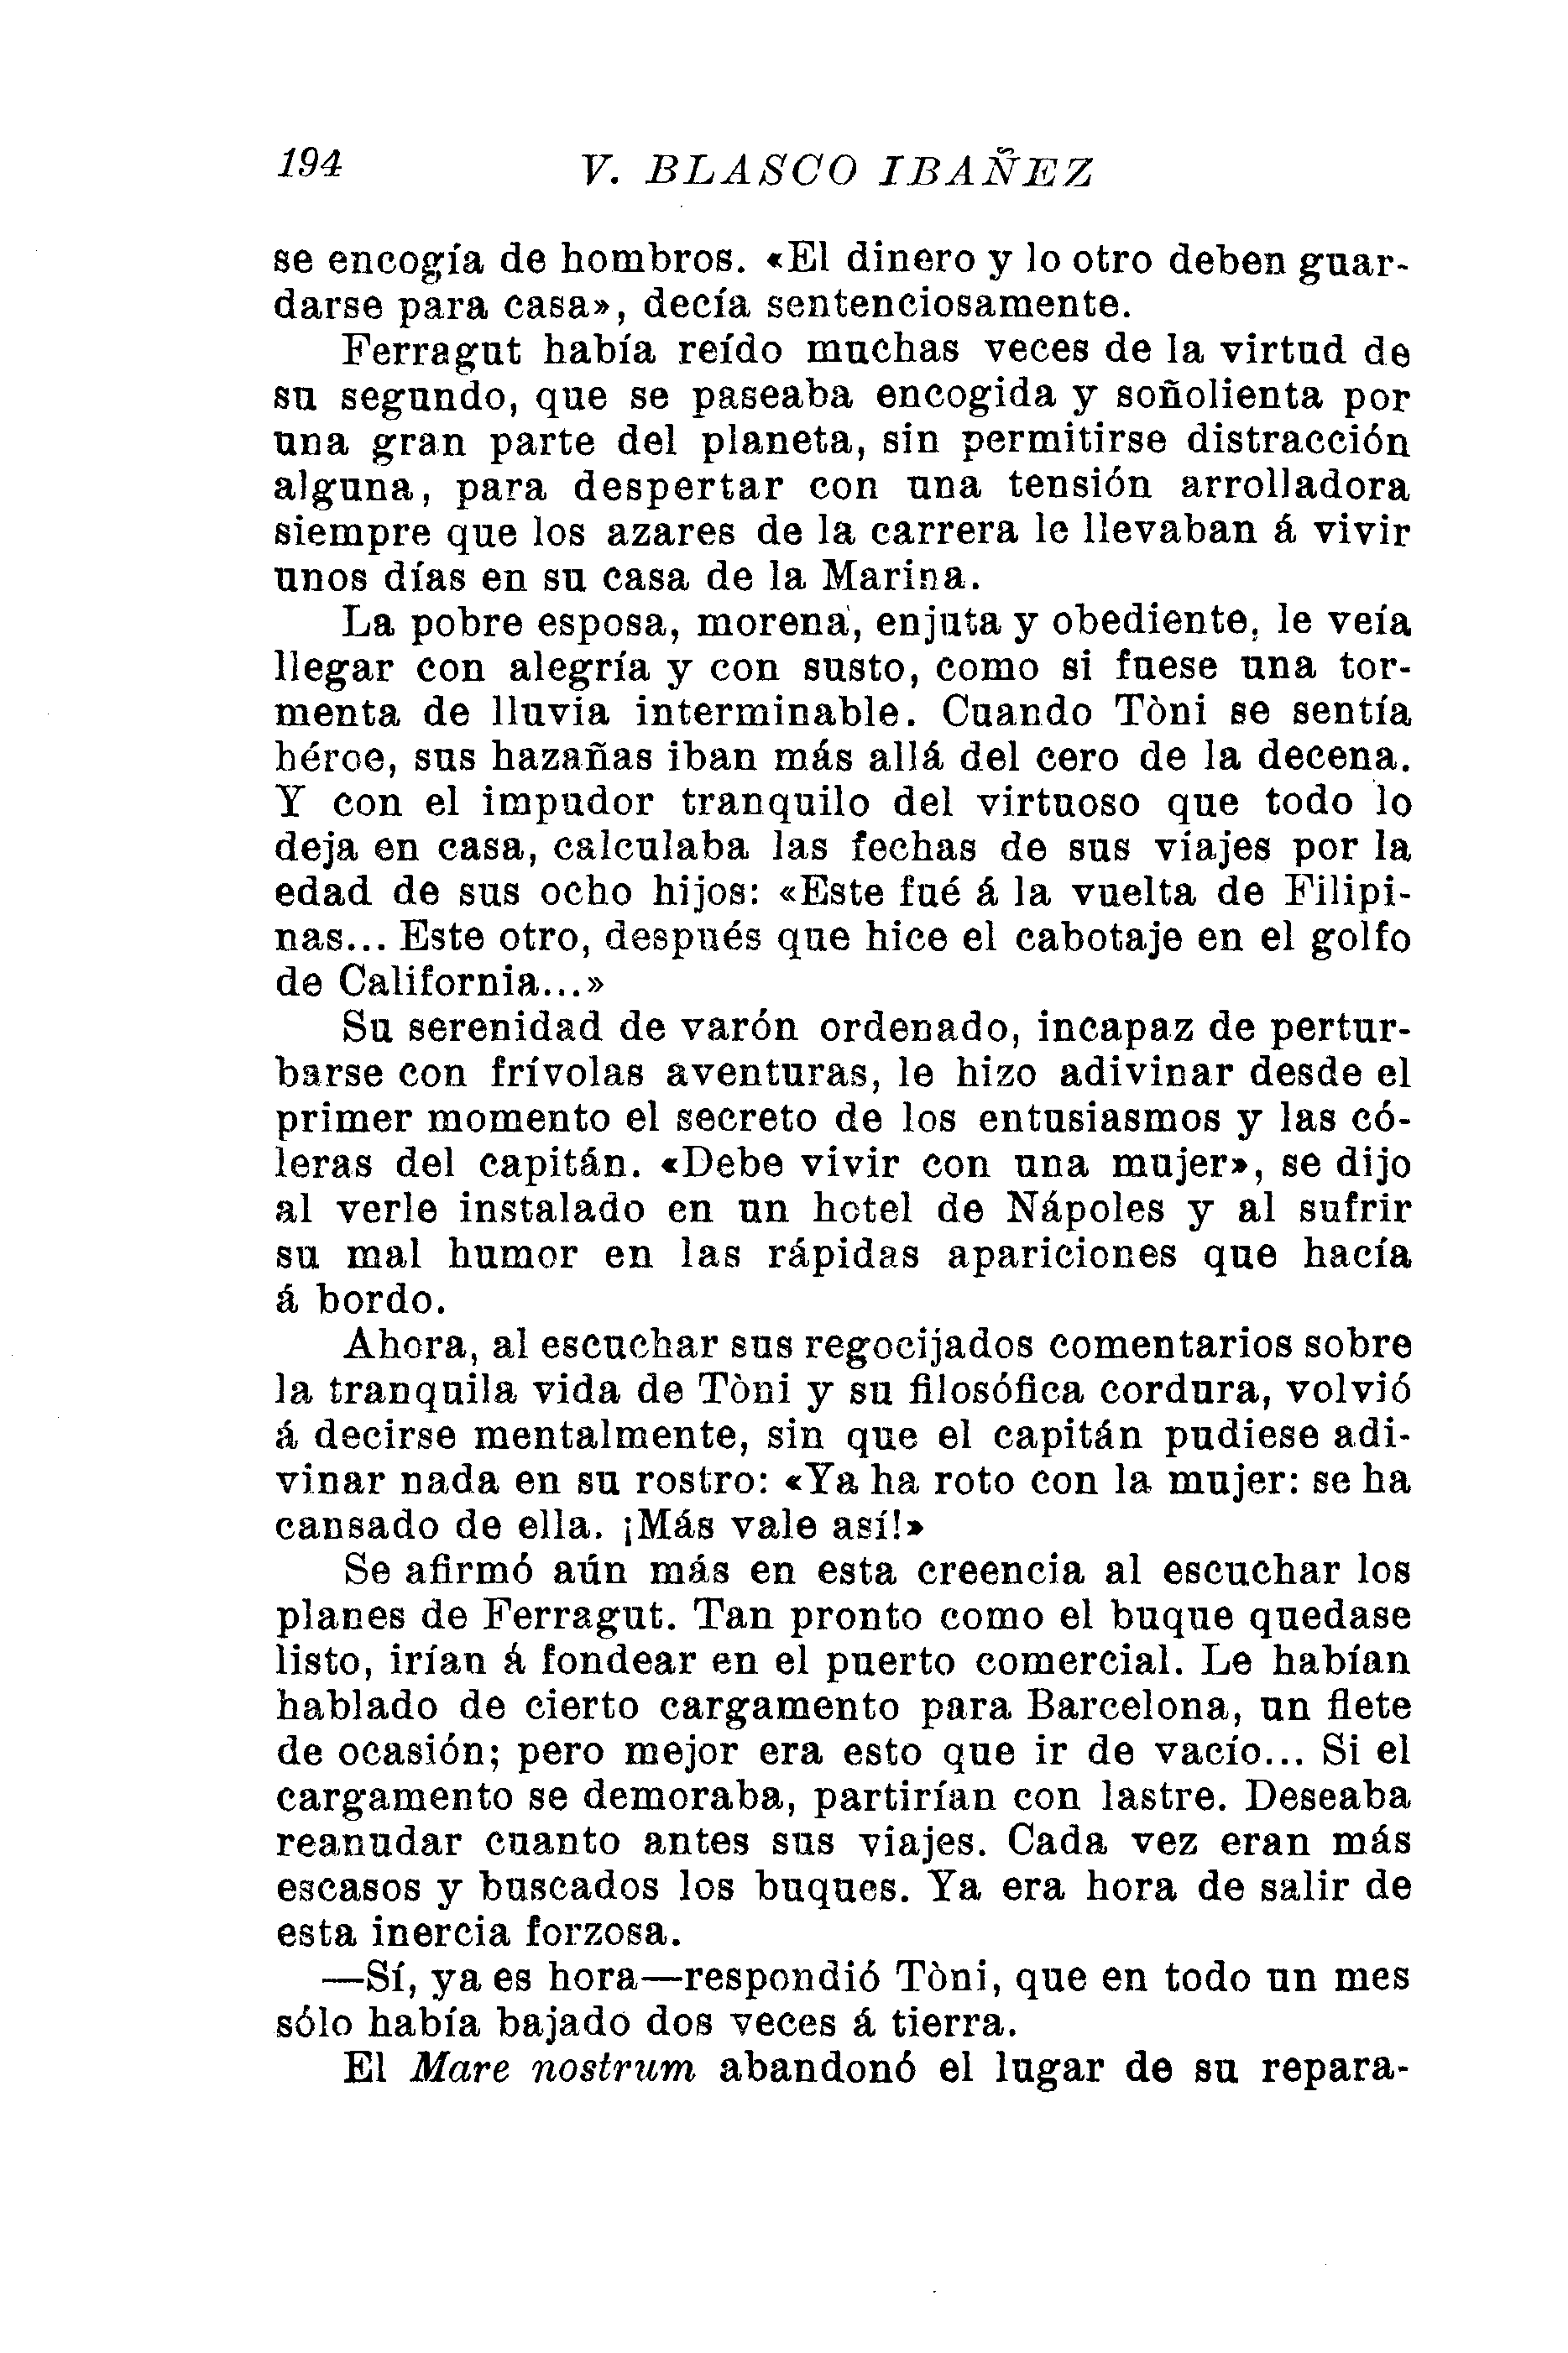 194 V. BLASCO IBAÑEZ
se encogía de hombros. «El dinero y lo otro deben guar-
darse para casa», decía sentenciosamente.
Ferragut había reído muchas veces de la virtud de
su segundo, que se paseaba encogida y soñolienta por
una gran parte del planeta, sin permitirse distracción
alguna, para despertar con una tensión arrolladora
siempre que los azares de la carrera le llevaban á vivir
unos días en su casa de la Marina.
La pobre esposa, morena, enjuta y obediente, le veía
llegar con alegría y con susto, como si fuese una tor-
menta de lluvia interminable. Cuando Tòni se sentía
héroe, sus hazañas iban más allá del cero de la decena.
Y con el impudor tranquilo del virtuoso que todo lo
deja en casa, calculaba las fechas de sus viajes por la
edad de sus ocho hijos: «Este fué á la vuelta de Filipi-
nas... Este otro, después que hice el cabotaje en el golfo
de California...»
Su serenidad de varón ordenado, incapaz de pertur-
barse con frívolas aventuras, le hizo adivinar desde el
primer momento el secreto de los entusiasmos y las có-
leras del capitán. «Debe vivir con una mujer», se dijo
al verle instalado en un hotel de Nápoles y al sufrir
su mal humor en las rápidas apariciones que hacía
á bordo.
Ahora, al escuchar sus regocijados comentarios sobre
la tranquila vida de Tòni y su filosófica cordura, volvió
á decirse mentalmente, sin que el capitán pudiese adi-
vinar nada en su rostro: «Ya ha roto con la mujer: se ha
cansado de ella. ¡Más vale así!»
Se afirmó aún más en esta creencia al escuchar los
planes de Ferragut. Tan pronto como el buque quedase
listo, irían á fondear en el puerto comercial. Le habían
hablado de cierto cargamento para Barcelona, un flete
de ocasión; pero mejor era esto que ir de vacío... Si el
cargamento se demoraba, partirían con lastre. Deseaba
reanudar cuanto antes sus viajes. Cada vez eran más
escasos y buscados los buques. Ya era hora de salir de
esta inercia forzosa.
—Sí, ya es hora—respondió Tòni, que en todo un mes
sólo había bajado dos veces á tierra.
El Mare nostrum abandonó el lugar de su repara-